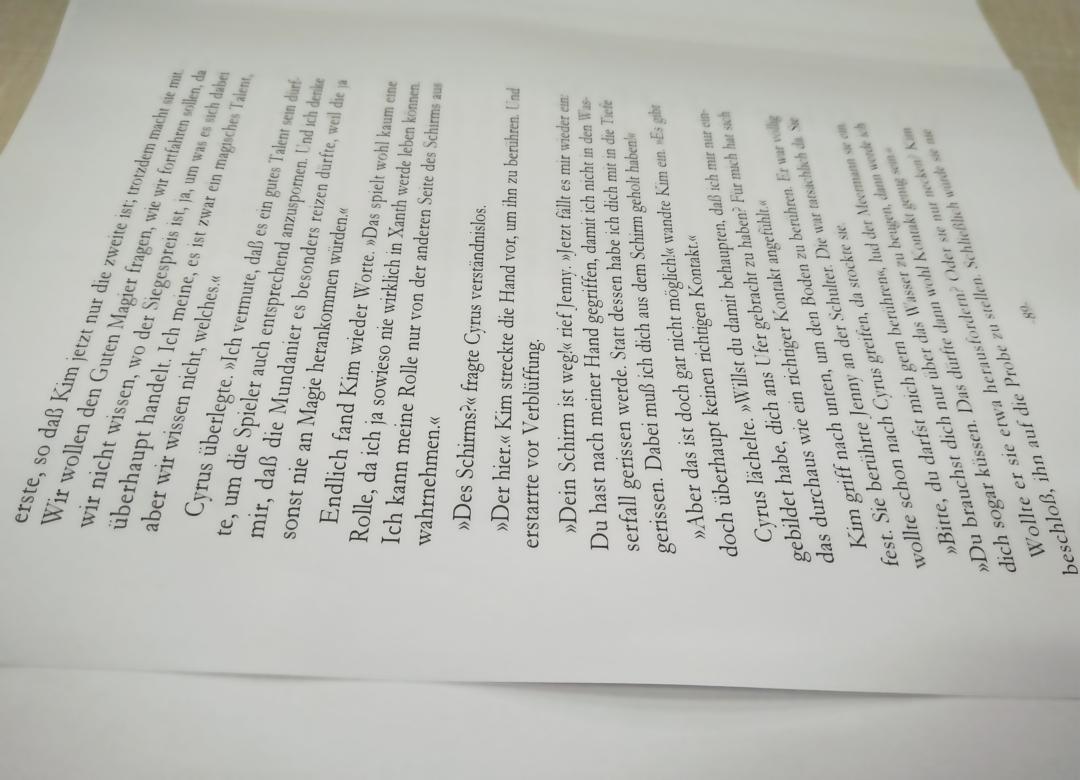 erste, so daß Kim jetzt nur die zweite ist; trotzdem macht sie mit.
Wir wollen den Guten Magier fragen, wie wir fortfahren sollen, da
wir nicht wissen, wo der Siegespreis ist, ja, um was es sich dabei
überhaupt handelt. Ich meine, es ist zwar ein magisches Talent,
aber wir wissen nicht, welches.«
Cyrus überlegte. »Ich vermute, daß es ein gutes Talent sein dürf-
te, um die Spieler auch entsprechend anzuspornen. Und ich denke
mir, daß die Mundanier es besonders reizen dürfte, weil die ja
sonst nie an Magie herankommen würden.«
Endlich fand Kim wieder Worte. »Das spielt wohl kaum eine
Rolle, da ich ja sowieso nie wirklich in Xanth werde leben können.
Ich kann meine Rolle nur von der anderen Seite des Schirms aus
wahrnehmen.«
»Des Schirms?« fragte Cyrus verständnislos.
»Der hier.« Kim streckte die Hand vor, um ihn zu berühren. Und
erstarrte vor Verblüffung.
»Dein Schirm ist weg!« rief Jenny. »Jetzt fällt es mir wieder ein:
Du hast nach meiner Hand gegriffen, damit ich nicht in den Was-
serfall gerissen werde. Statt dessen habe ich dich mit in die Tiefe
gerissen. Dabei muß ich dich aus dem Schirm geholt haben!«
»Aber das ist doch gar nicht möglich!« wandte Kim ein. »Es gibt
doch überhaupt keinen richtigen Kontakt.«
Cyrus lächelte. »Willst du damit behaupten, daß ich mir nur ein-
gebildet habe, dich ans Ufer gebracht zu haben? Für mich hat sich
das durchaus wie ein richtiger Kontakt angefühlt.«
Kim griff nach unten, um den Boden zu berühren. Er war völlig
fest. Sie berührte Jenny an der Schulter. Die war tatsächlich da. Sie
wollte schon nach Cyrus greifen, da stockte sie.
»Bitte, du darfst mich gern berühren«, lud der Meermann sie ein.
»Du brauchst dich nur über das Wasser zu beugen, dann werde ich
dich sogar küssen. Das dürfte dann wohl Kontakt genug sein.«
Wollte er sie etwa herausfordern? Oder sie nur necken? Kim
beschloß, ihn auf die Probe zu stellen. Schließlich würde sie nie
89